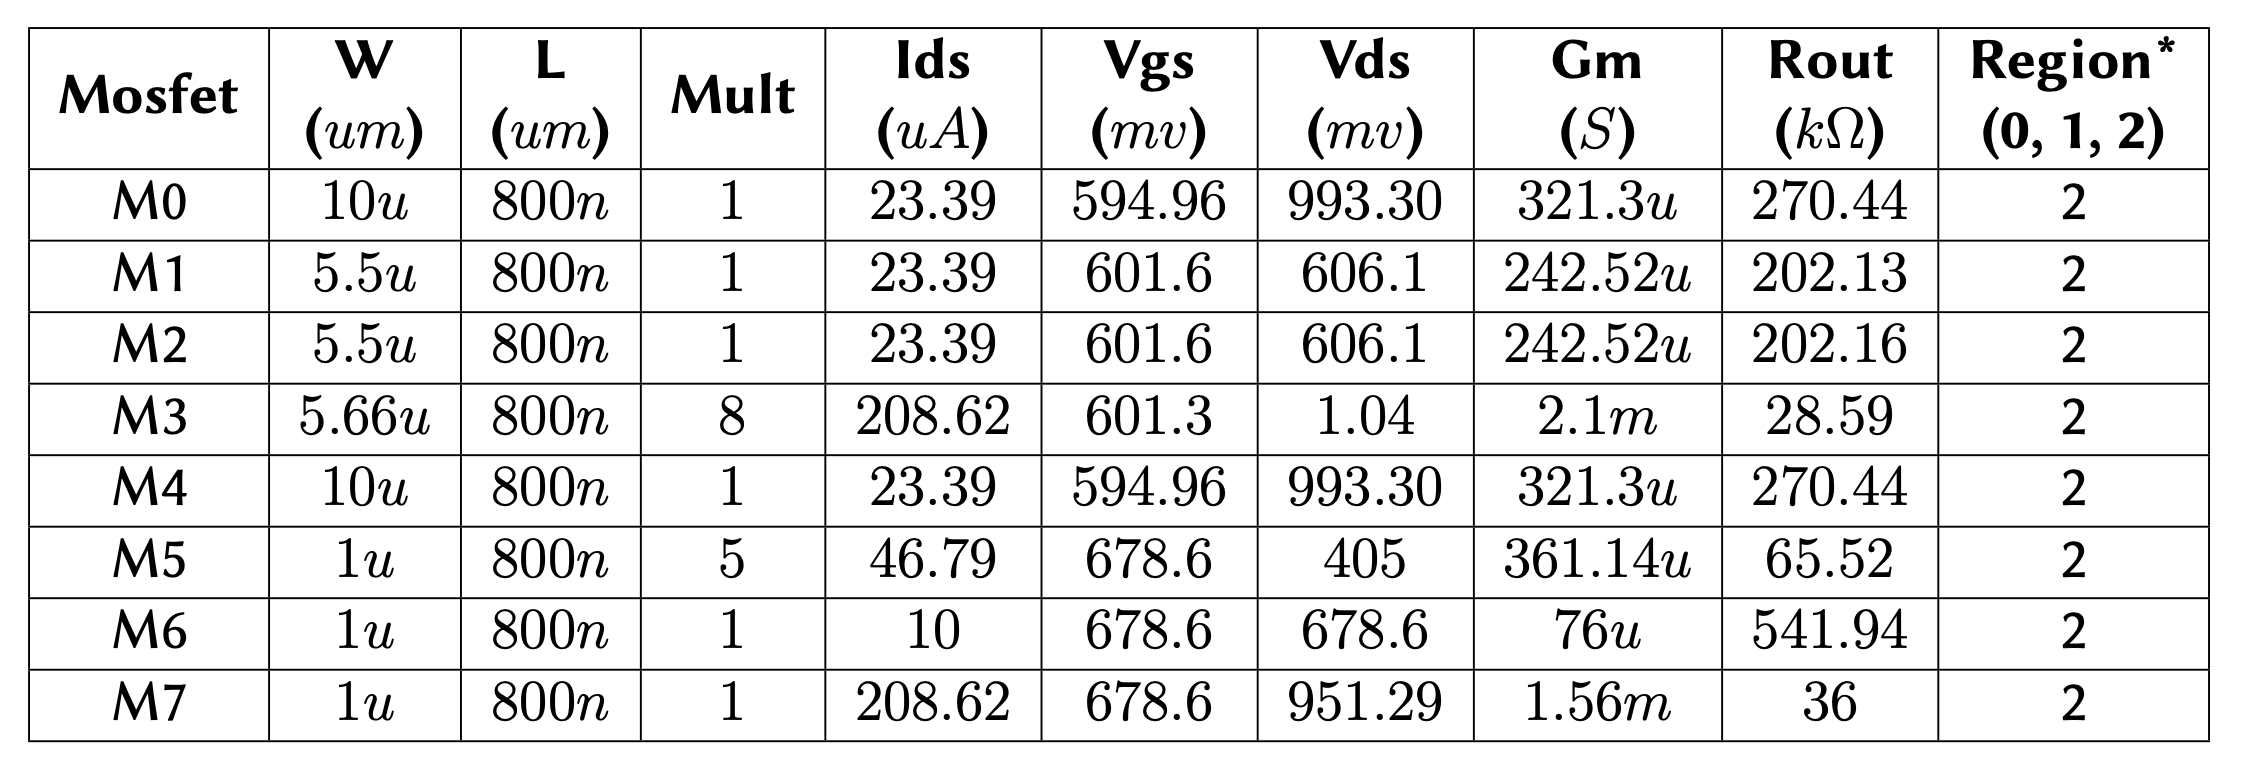 Mosfet W (um) L (um) Mult Ids (uA) Vgs (mv) Vds (mv) Gm (S) Rout (kΩ) Region* (0, 1, 2)
M0 10u 800n 1 23.39 594.96 993.30 321.3u 270.44 2
M1 5.5u 800n 1 23.39 601.6 606.1 242.52u 202.13 2
M2 5.5u 800n 1 23.39 601.6 606.1 242.52u 202.16 2
M3 5.66u 800n 8 208.62 601.3 1.04 2.1m 28.59 2
M4 10u 800n 1 23.39 594.96 993.30 321.3u 270.44 2
M5 1u 800n 5 46.79 678.6 405 361.14u 65.52 2
M6 1u 800n 1 10 678.6 678.6 76u 541.94 2
M7 1u 800n 1 208.62 678.6 951.29 1.56m 36 2